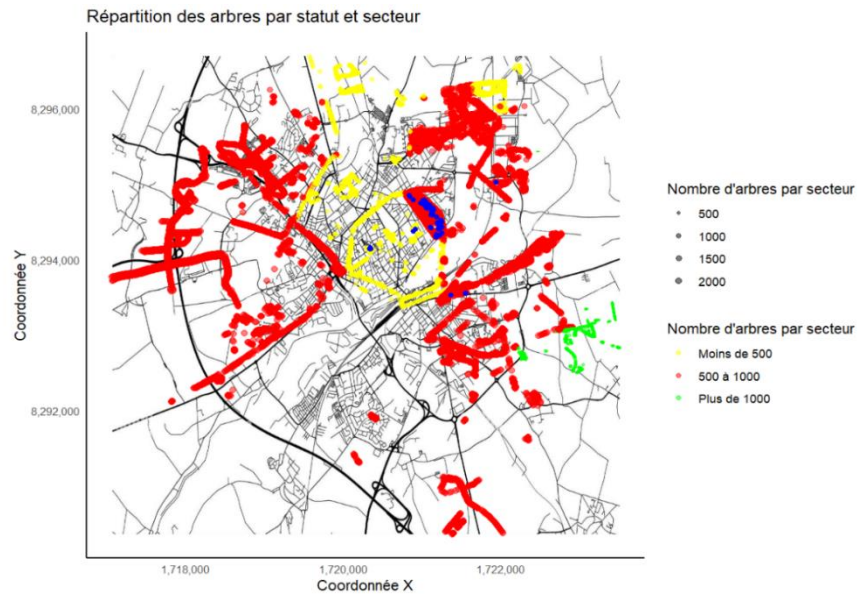 Répartition des arbres par statut et secteur
Coordonnée Y
8,296,000
8,294,000
8,292,000
1,718,000
1,720,000
1,722,000
Coordonnée X
Nombre d'arbres par secteur
500
1000
1500
2000
Nombre d'arbres par secteur
Moins de 500
500 à 1000
Plus de 1000